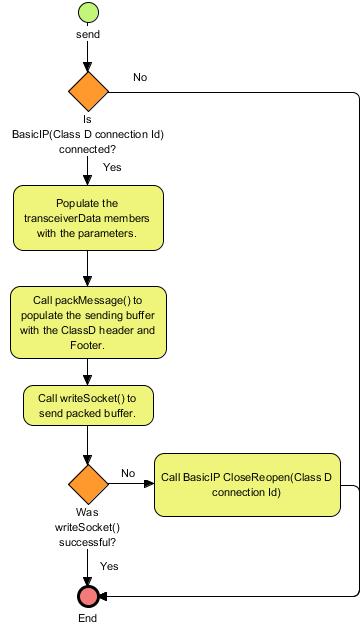 send
No
Is
BasicIP(Class D connection Id)
connected?
Yes
Populate the
transceiverData members
with the parameters.
Call packMessage() to
populate the sending buffer
with the ClassD header and
Footer.
Call writeSocket() to
send packed buffer.
No
Call BasicIP CloseReopen(Class D
connection Id)
Was
writeSocket()
successful?
Yes
End